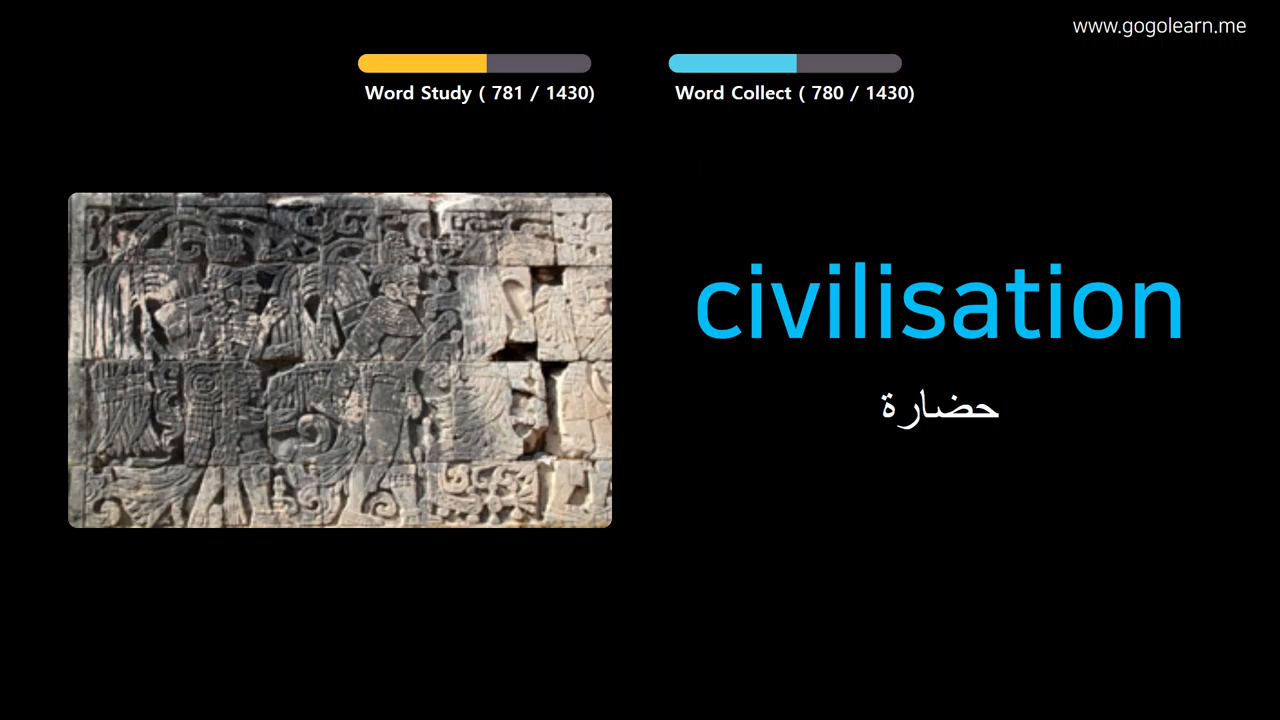 www.gogolearn.me
Word Study ( 781 / 1430)
Word Collect ( 780 / 1430)
civilisation
حضارة